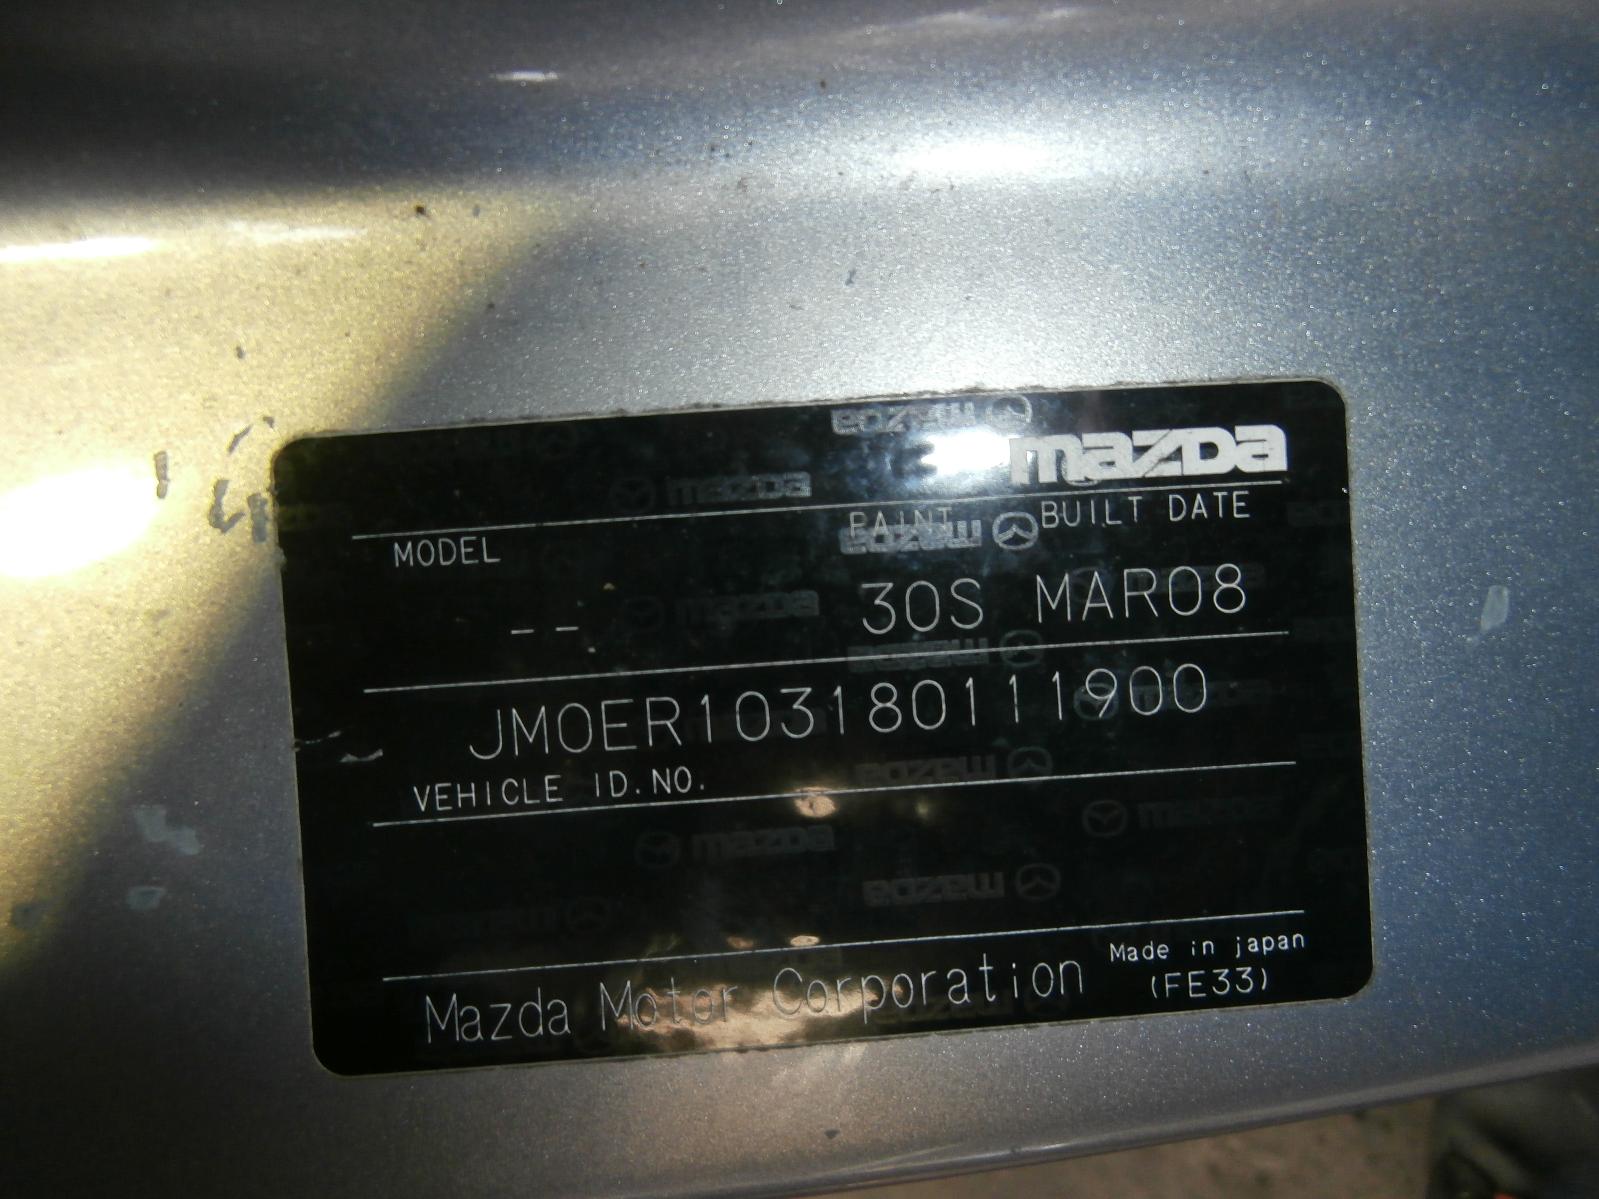 mazda
MODEL PAINT BUILT DATE
-- 30S MAR08
JM0ER103180111900
VEHICLE ID.NO.
Mazda Motor Corporation
Made in japan
(FE33)